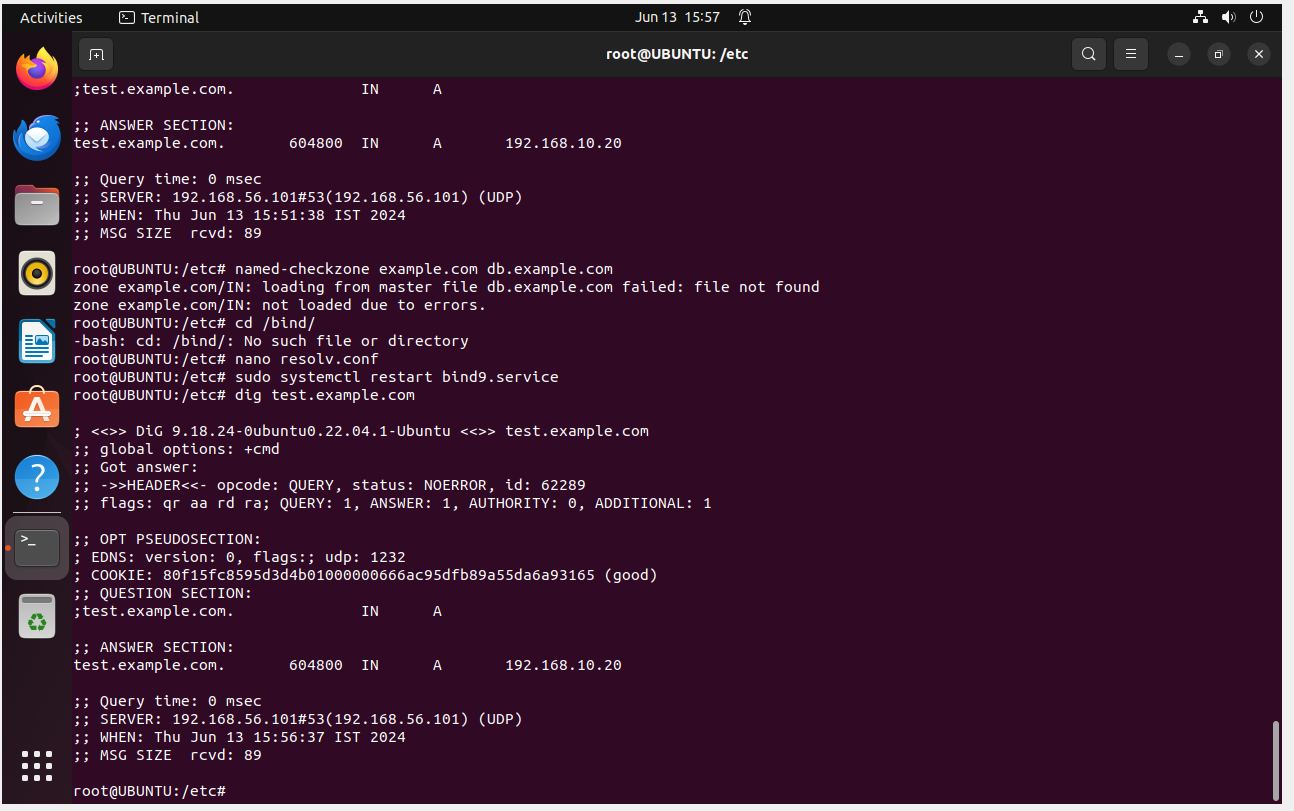 Activities
Terminal
Jun 13 15:57
root@UBUNTU: /etc
;test.example.com. IN A
;; ANSWER SECTION:
test.example.com. 604800 IN A 192.168.10.20
;; Query time: 0 msec
;; SERVER: 192.168.56.101#53(192.168.56.101) (UDP)
;; WHEN: Thu Jun 13 15:51:38 IST 2024
;; MSG SIZE  rcvd: 89
root@UBUNTU:/etc# named-checkzone example.com db.example.com
zone example.com/IN: loading from master file db.example.com failed: file not found
zone example.com/IN: not loaded due to errors.
root@UBUNTU:/etc# cd /bind/
-bash: cd: /bind/: No such file or directory
root@UBUNTU:/etc# nano resolv.conf
root@UBUNTU:/etc# sudo systemctl restart bind9.service
root@UBUNTU:/etc# dig test.example.com
; <<>> DiG 9.18.24-0ubuntu0.22.04.1-Ubuntu <<>> test.example.com
;; global options: +cmd
;; Got answer:
;; ->>HEADER<<- opcode: QUERY, status: NOERROR, id: 62289
;; flags: qr aa rd ra; QUERY: 1, ANSWER: 1, AUTHORITY: 0, ADDITIONAL: 1
;; OPT PSEUDOSECTION:
; EDNS: version: 0, flags:; udp: 1232
; COOKIE: 80f15fc8595d3d4b01000000666ac95dfb89a55da6a93165 (good)
;; QUESTION SECTION:
;test.example.com. IN A
;; ANSWER SECTION:
test.example.com. 604800 IN A 192.168.10.20
;; Query time: 0 msec
;; SERVER: 192.168.56.101#53(192.168.56.101) (UDP)
;; WHEN: Thu Jun 13 15:56:37 IST 2024
;; MSG SIZE  rcvd: 89
root@UBUNTU:/etc#